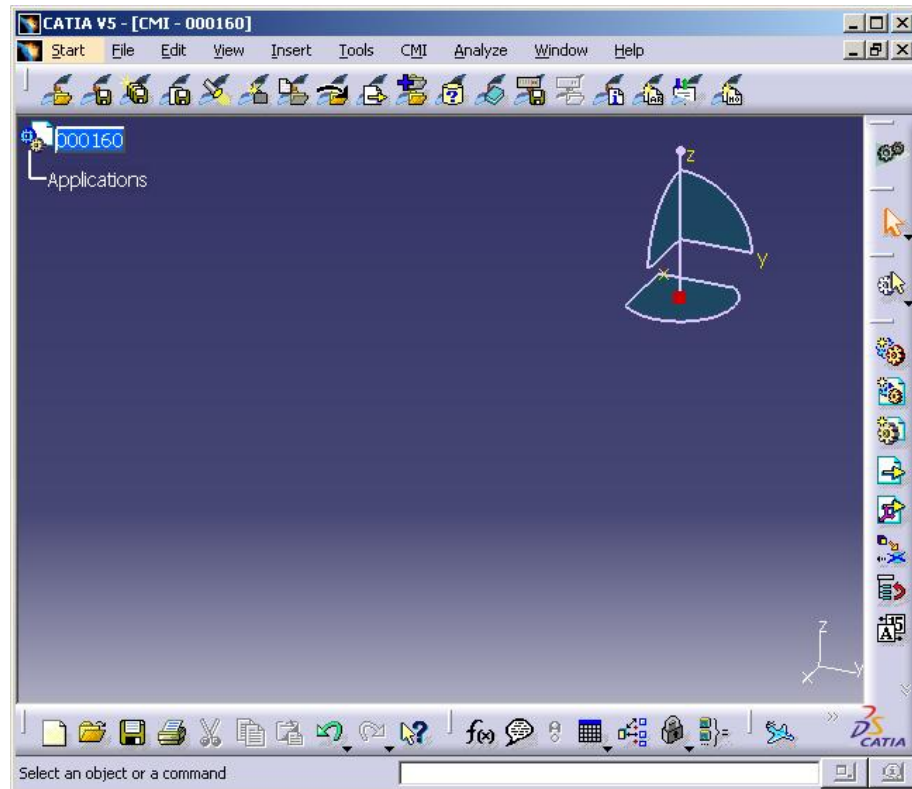 CATIA V5 - [CMI - 000160]
Start File Edit View Insert Tools CMI Analyze Window Help
000160
Applications
z
y
x
z
x y
f(x)
CATIA
Select an object or a command